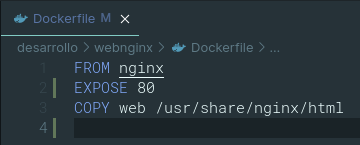 Dockerfile M ×
desarrollo > webnginx > Dockerfile > ...
1 FROM nginx
2 EXPOSE 80
3 COPY web /usr/share/nginx/html
4